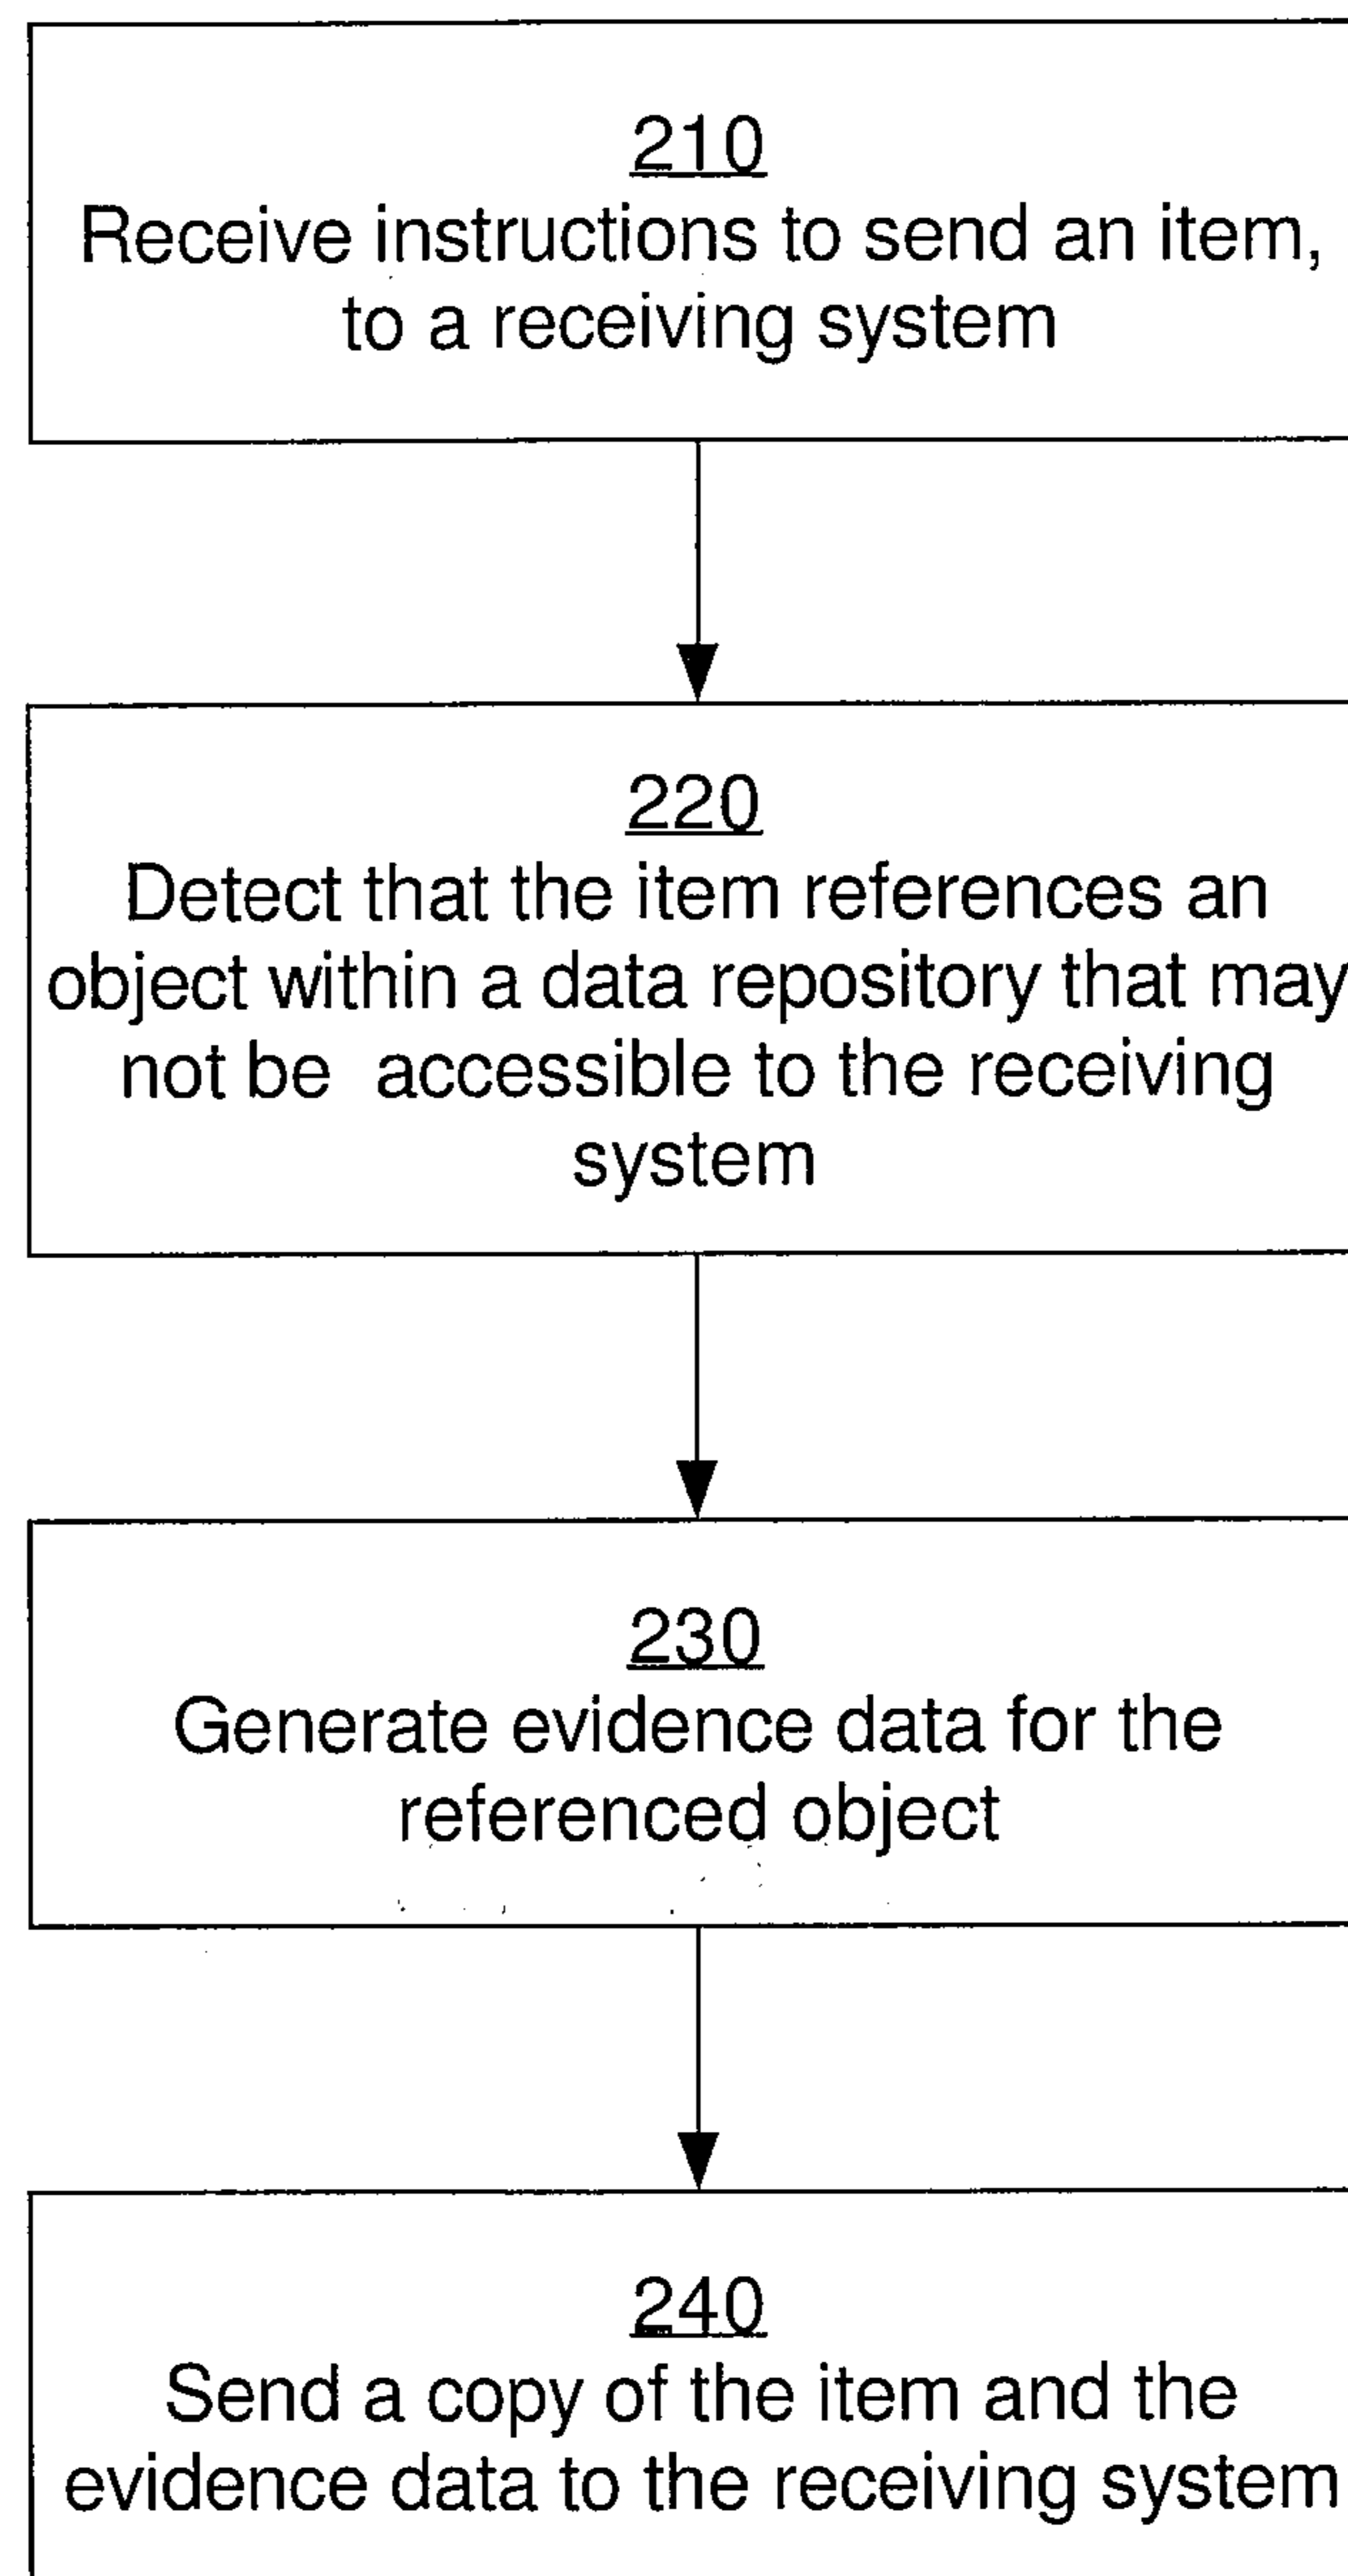 210
Receive instructions to send an item,
to a receiving system
220
Detect that the item references an
object within a data repository that may
not be accessible to the receiving
system
230
Generate evidence data for the
referenced object
240
Send a copy of the item and the
evidence data to the receiving system